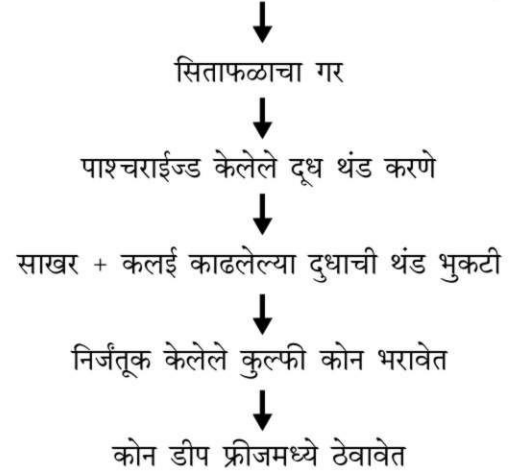 सिताफळाचा गर
पाश्चराईज्ड केलेले दूध थंड करणे
साखर + कलई काढलेल्या दुधाची थंड भुकटी
निर्जंतूक केलेले कुल्फी कोन भरावेत
कोन डीप फ्रीजमध्ये ठेवावेत